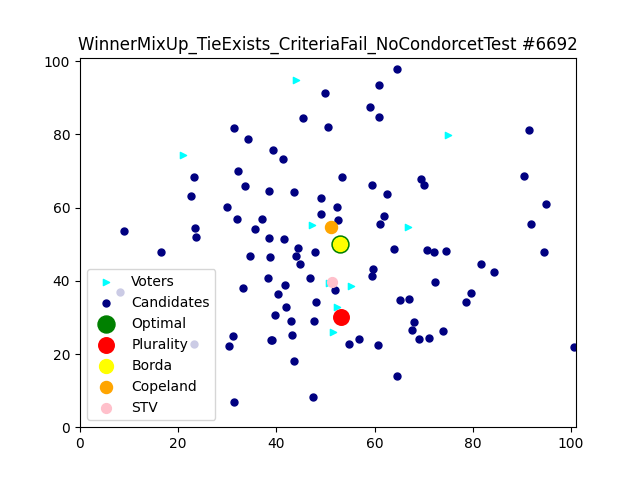 WinnerMixUp_TieExists_CriteriaFail_NoCondorcetTest #6692
100
80
60
40
20
0
Voters
Candidates
Optimal
Plurality
Borda
Copeland
STV
0 20 40 60 80 100